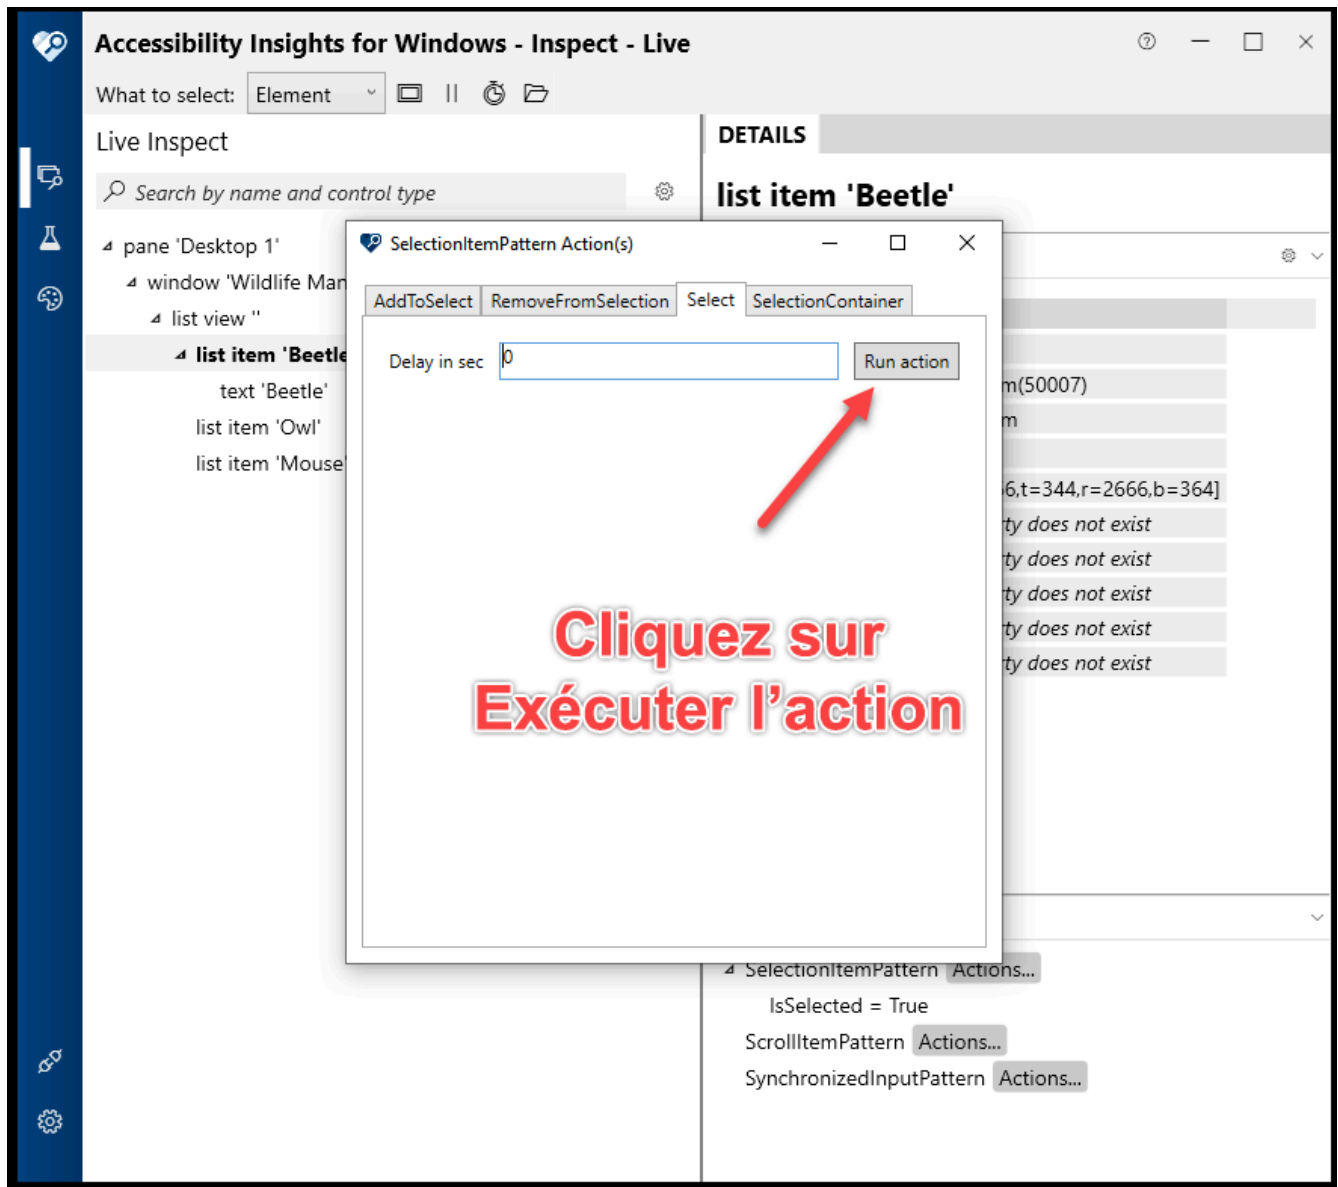 Accessibility Insights for Windows - Inspect - Live
What to select: Element
Live Inspect
Search by name and control type
pane 'Desktop 1'
window 'Wildlife Man
list view ''
list item 'Beetle
text 'Beetle'
list item 'Owl'
list item 'Mouse'
DETAILS
list item 'Beetle'
SelectionItemPattern Action(s)
AddToSelect RemoveFromSelection Select SelectionContainer
Delay in sec 0 Run action
Cliquez sur
Exécuter l’action
m(50007)
m
6,t=344,r=2666,b=364]
ty does not exist
ty does not exist
ty does not exist
ty does not exist
ty does not exist
SelectionItemPattern Actions...
IsSelected = True
ScrollItemPattern Actions...
SynchronizedInputPattern Actions...